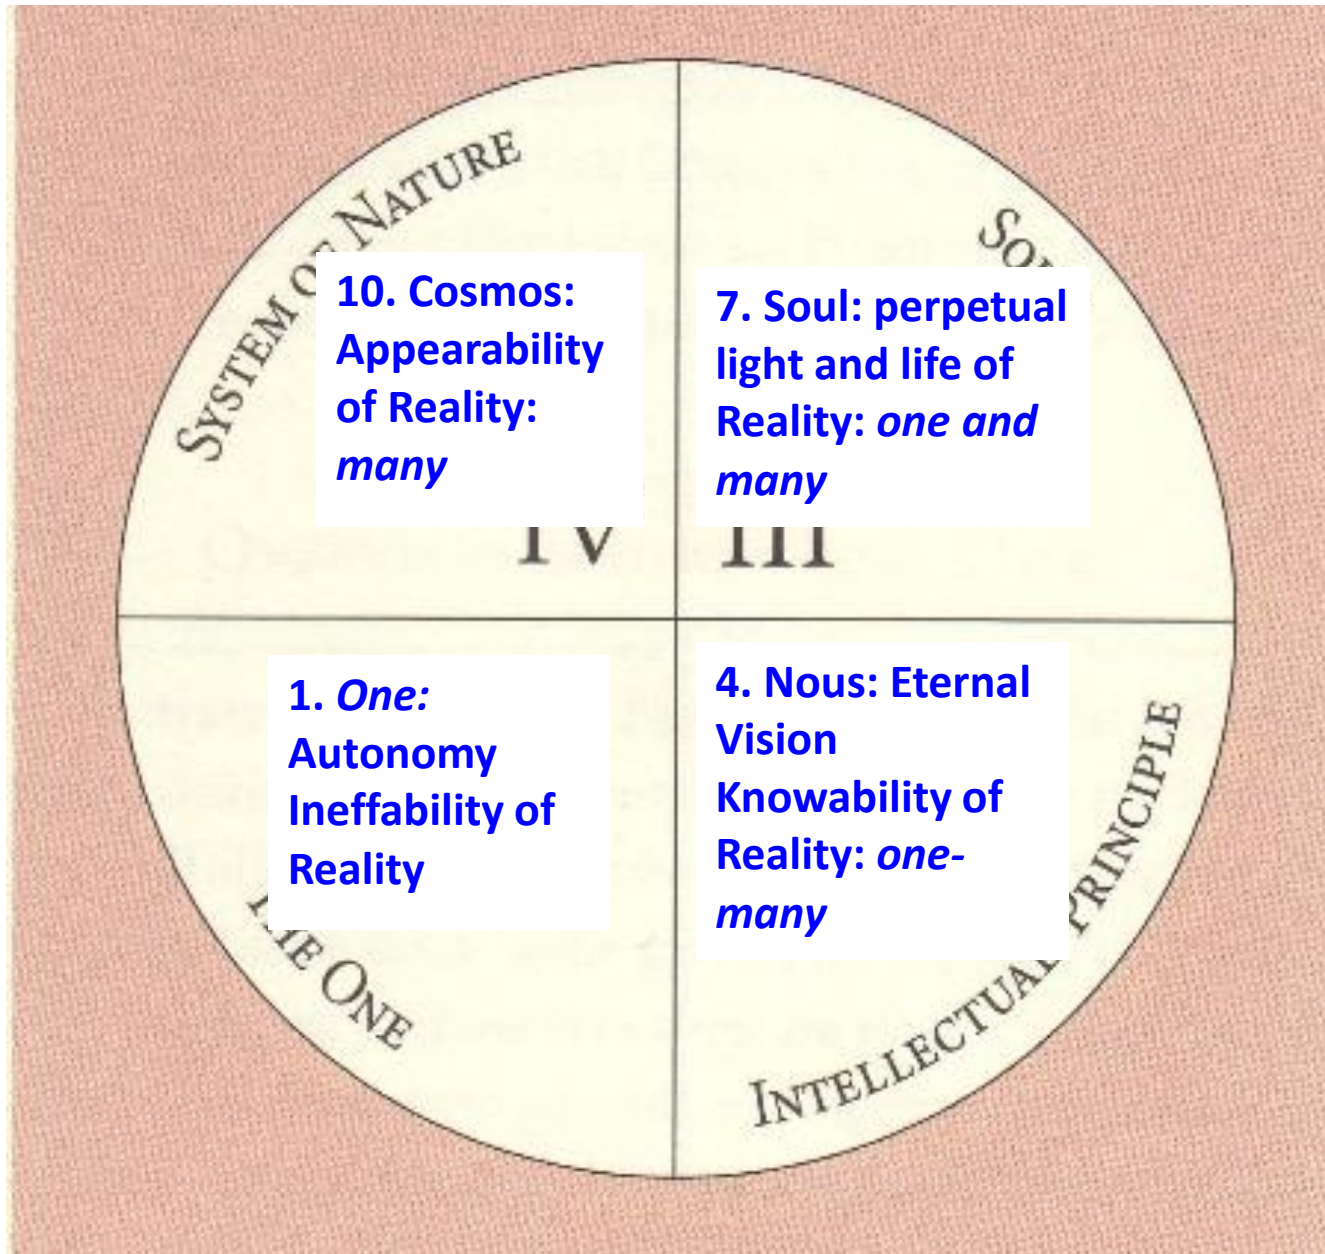 SYSTEM OF NATURE
10. Cosmos:
Appearability
of Reality:
many
IV
7. Soul: perpetual
light and life of
Reality: one and
many
III
1. One:
Autonomy
Ineffability of
Reality
THE ONE
4. Nous: Eternal
Vision
Knowability of
Reality: one-
many
INTELLECTUAL PRINCIPLE